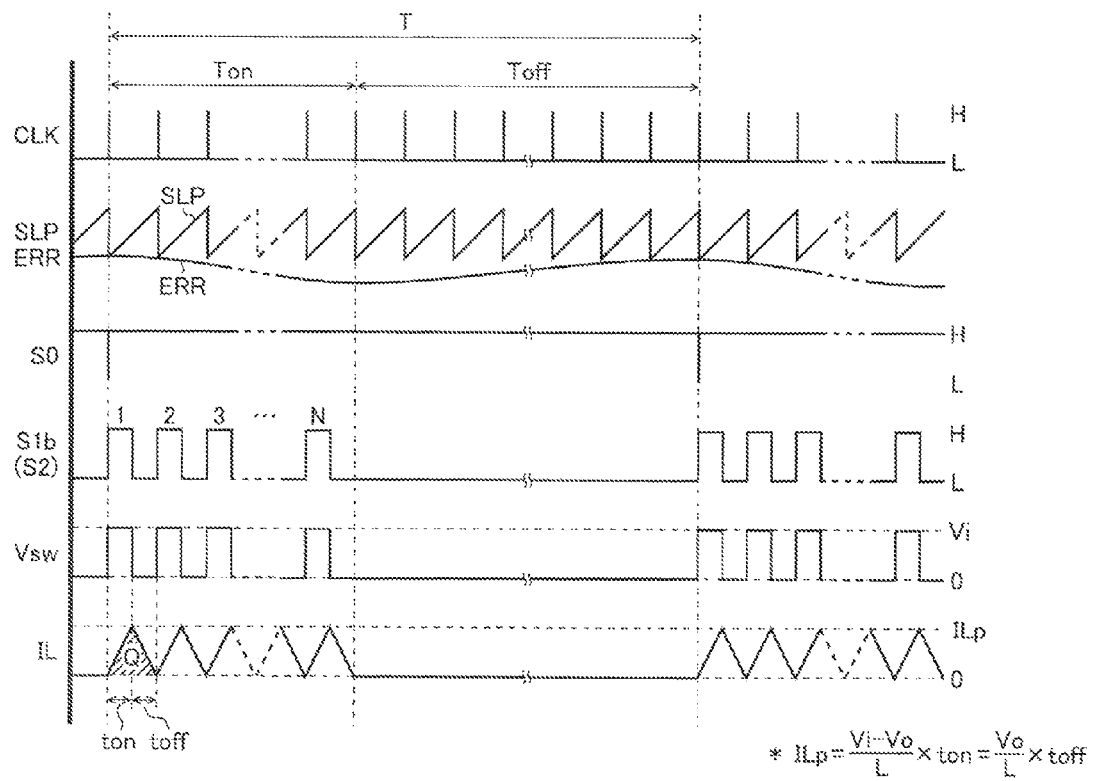 T
Ton Toff
CLK H
L
SLP
SLP
ERR
ERR
S0 H
L
1 2 3 ... N
S1b H
(S2) L
Vsw Vi
0
IL Q ILp
0
ton toff
* ILp = (Vi-Vo)/L × ton = Vo/L × toff